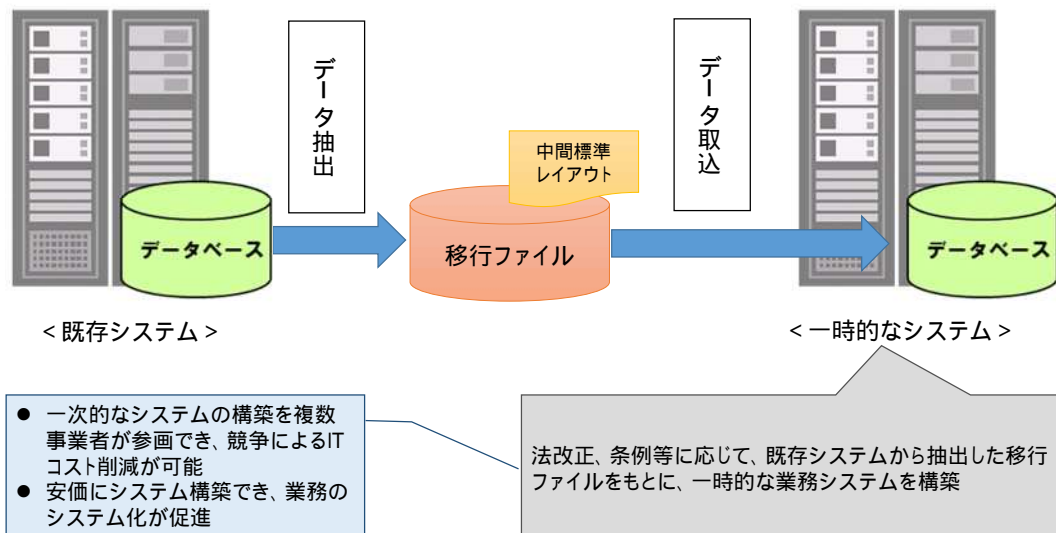 データ抽出
データ取込
中間標準
レイアウト
データベース
移行ファイル
データベース
<既存システム>
<一時的なシステム>
● 一次的なシステムの構築を複数
事業者が参画でき、競争によるIT
コスト削減が可能
● 安価にシステム構築でき、業務の
システム化が促進
法改正、条例等に応じて、既存システムから抽出した移行
ファイルをもとに、一時的な業務システムを構築